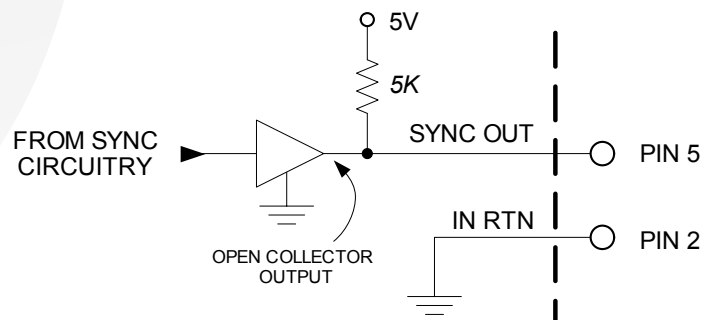 5V
5K
FROM SYNC
CIRCUITRY
SYNC OUT
PIN 5
IN RTN
PIN 2
OPEN COLLECTOR
OUTPUT